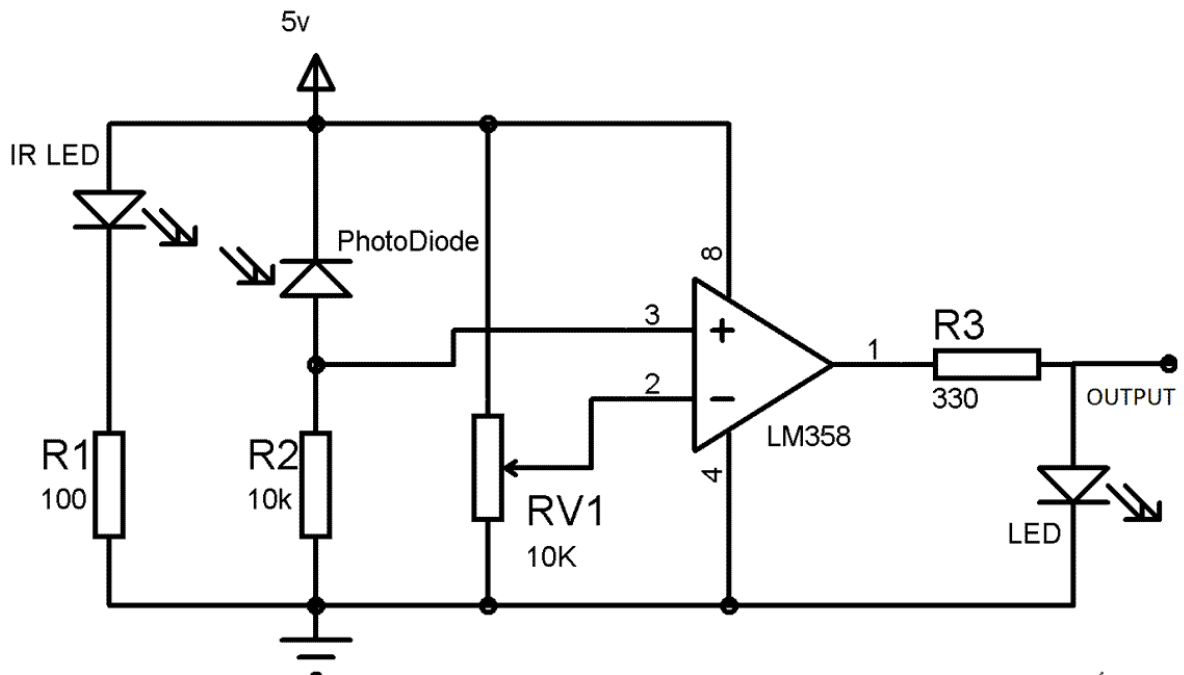 5v
IR LED
PhotoDiode
8
3
2
1
4
+
−
LM358
R1
100
R2
10k
RV1
10K
R3
330
OUTPUT
LED